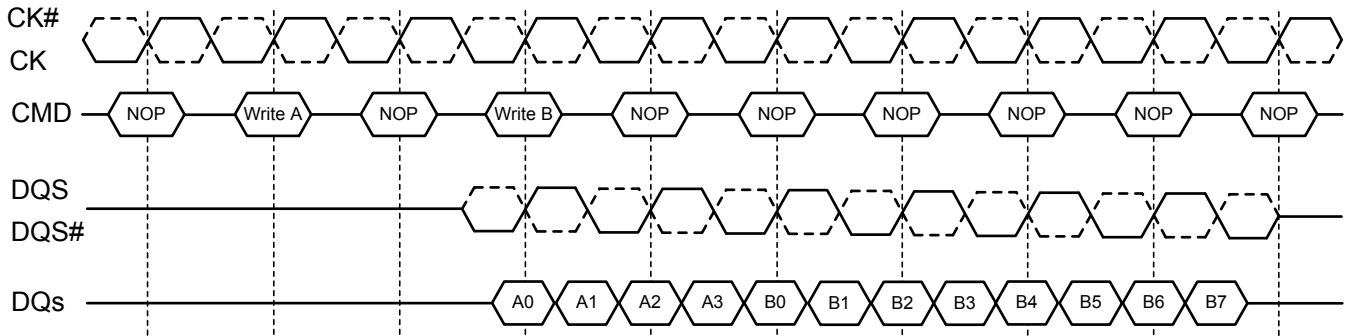 CK#
CK
CMD NOP Write A NOP Write B NOP NOP NOP NOP NOP NOP
DQS
DQS#
DQs A0 A1 A2 A3 B0 B1 B2 B3 B4 B5 B6 B7